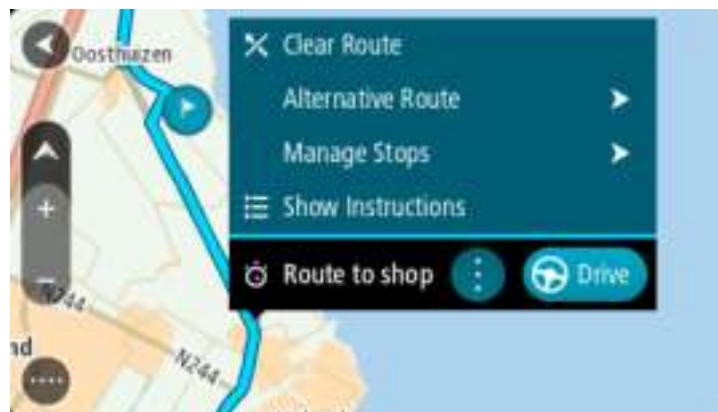 Oosthuizen
Clear Route
Alternative Route
Manage Stops
Show Instructions
Route to shop
Drive
N244
nd
N244